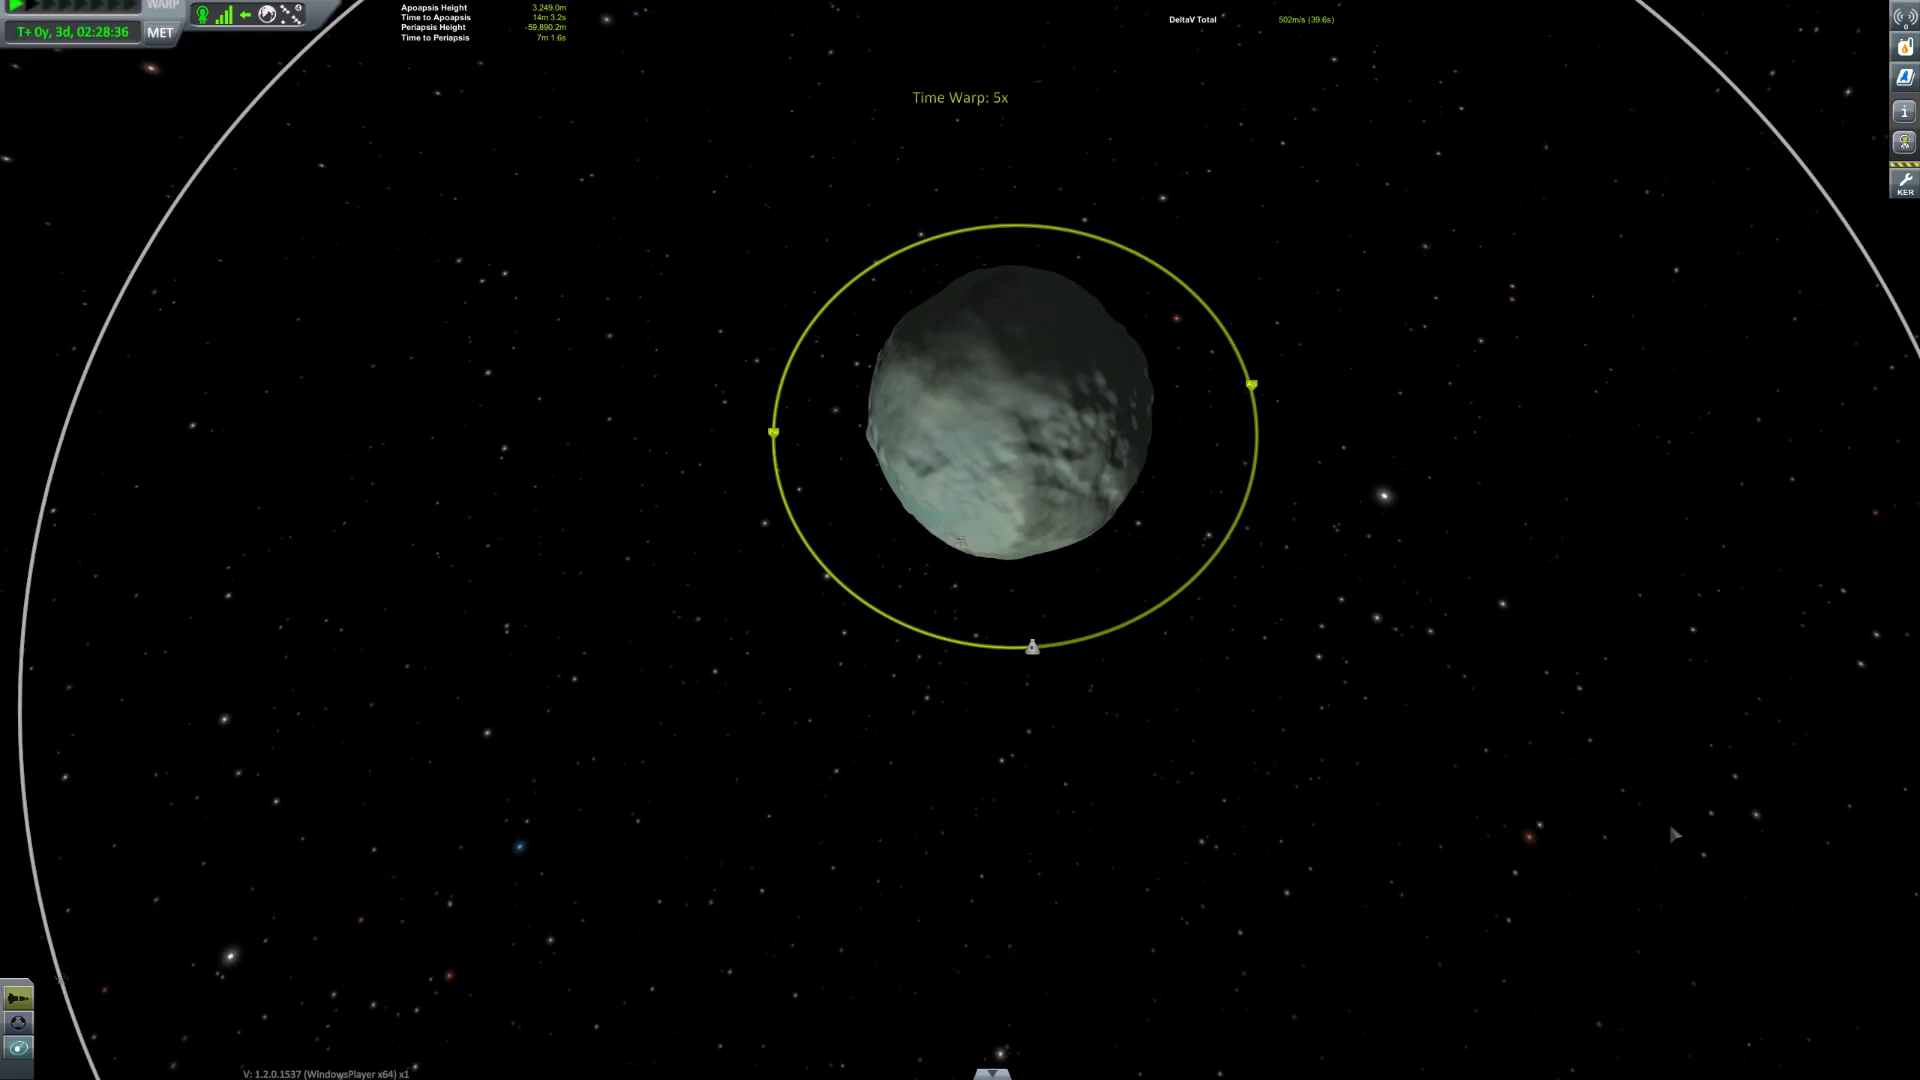 WARP
T+ 0y, 3d, 02:28:36
MET
Apoapsis Height 3,249.0m
Time to Apoapsis 14m 3.2s
Periapsis Height -59,890.2m
Time to Periapsis 7m 1.6s
DeltaV Total 502m/s (39.6s)
Time Warp: 5x
KER
V: 1.2.0.1537 (WindowsPlayer x64) x1